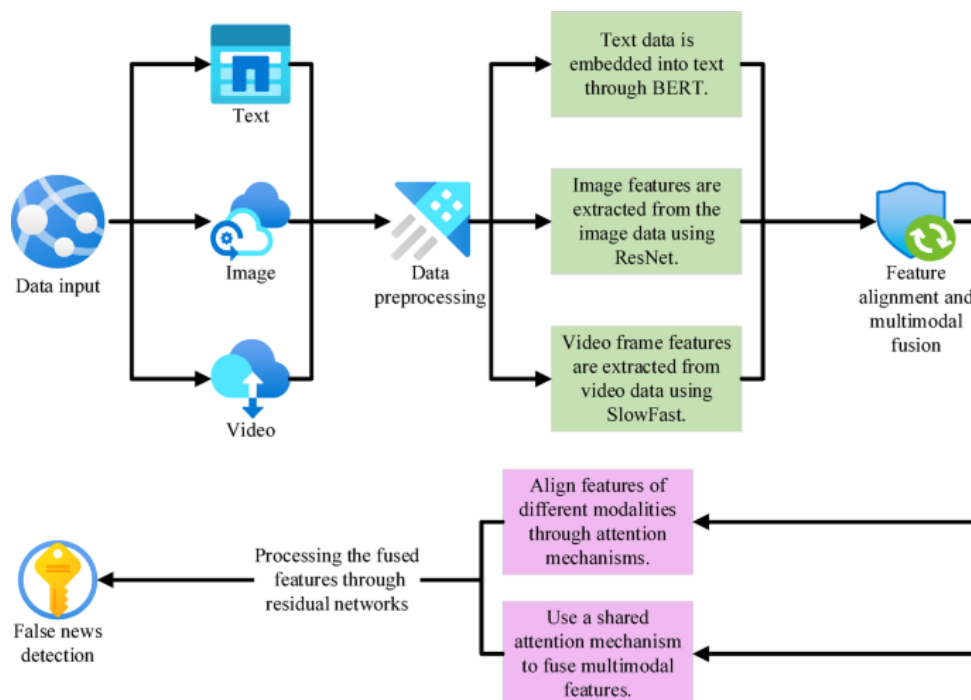 Text
Data input
Image
Video
Data
preprocessing
Text data is
embedded into text
through BERT.
Image features are
extracted from the
image data using
ResNet.
Video frame features
are extracted from
video data using
SlowFast.
Feature
alignment and
multimodal
fusion
Align features of
different modalities
through attention
mechanisms.
Use a shared
attention mechanism
to fuse multimodal
features.
Processing the fused
features through
residual networks
False news
detection